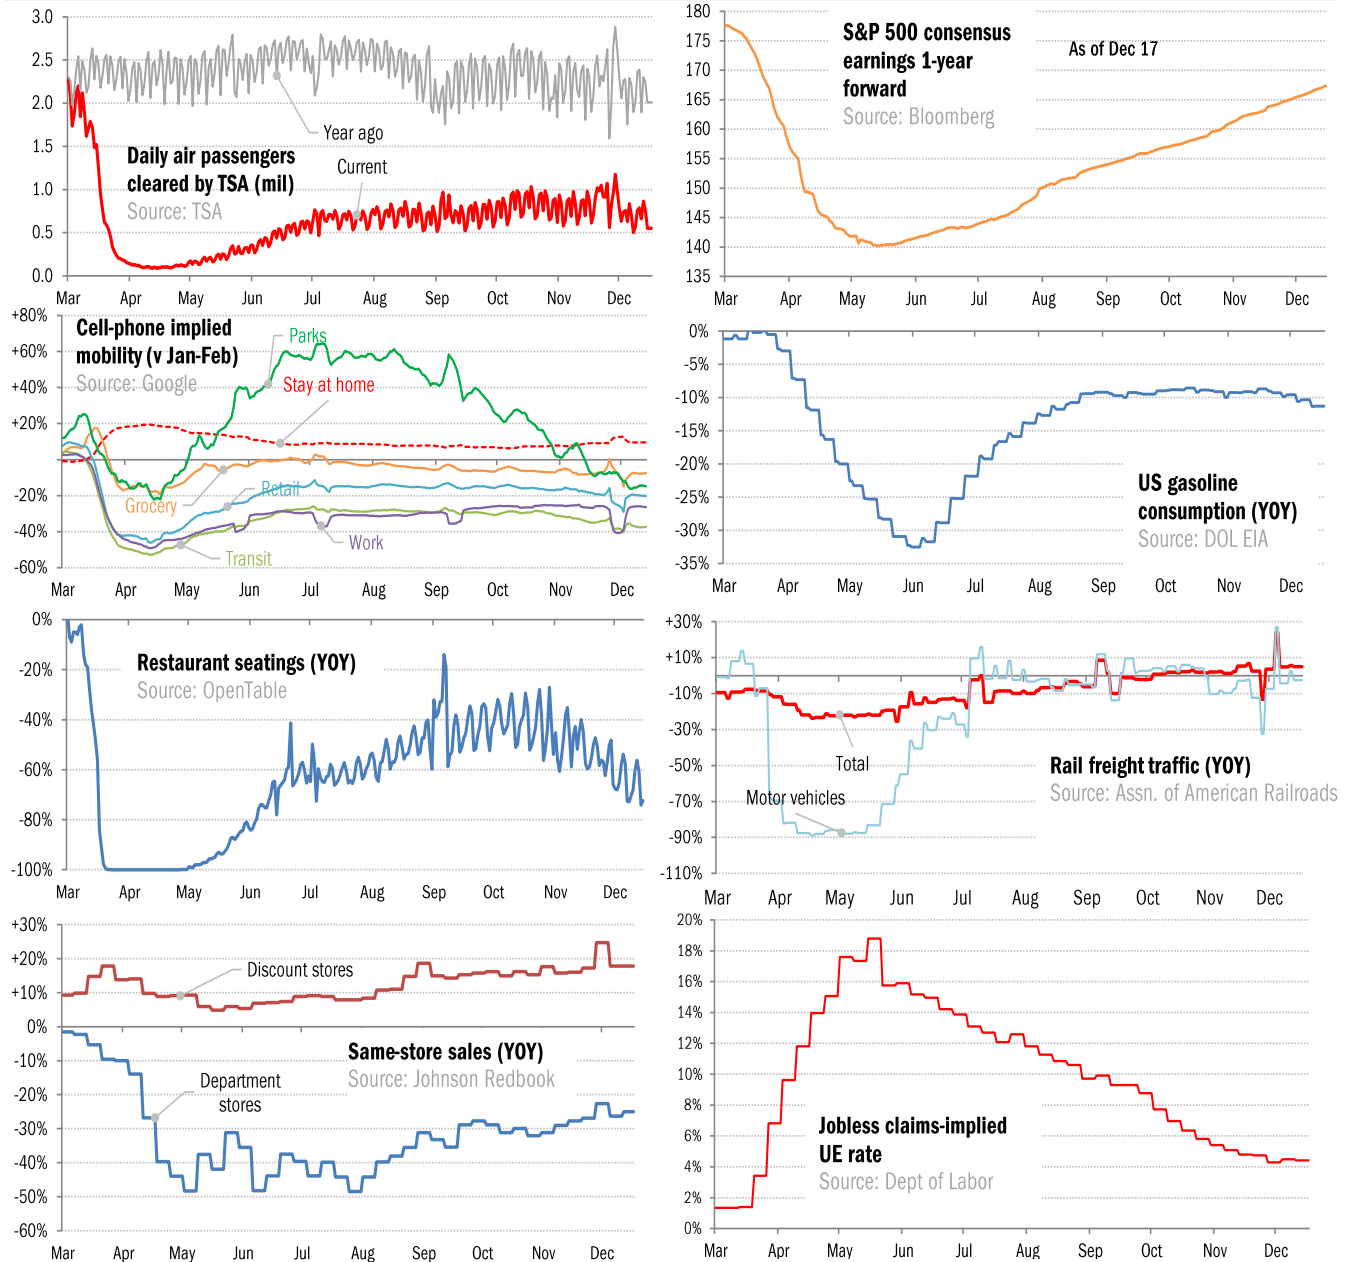 3.0
2.5
2.0
1.5
1.0
0.5
0.0
Year ago
Current
Daily air passengers
cleared by TSA (mil)
Source: TSA
Mar Apr May Jun Jul Aug Sep Oct Nov Dec
180
175
170
165
160
155
150
145
140
135
S&P 500 consensus
earnings 1-year
forward
Source: Bloomberg
As of Dec 17
Mar Apr May Jun Jul Aug Sep Oct Nov Dec
+80%
+60%
+40%
+20%
-20%
-40%
-60%
Cell-phone implied
mobility (v Jan-Feb)
Source: Google
Parks
Stay at home
Grocery
Retail
Work
Transit
Mar Apr May Jun Jul Aug Sep Oct Nov Dec
0%
-5%
-10%
-15%
-20%
-25%
-30%
-35%
US gasoline
consumption (YOY)
Source: DOL EIA
Mar Apr May Jun Jul Aug Sep Oct Nov Dec
0%
-20%
-40%
-60%
-80%
-100%
Restaurant seatings (YOY)
Source: OpenTable
Mar Apr May Jun Jul Aug Sep Oct Nov Dec
+30%
+10%
-10%
-30%
-50%
-70%
-90%
-110%
Total
Motor vehicles
Rail freight traffic (YOY)
Source: Assn. of American Railroads
Mar Apr May Jun Jul Aug Sep Oct Nov Dec
+30%
+20%
+10%
0%
-10%
-20%
-30%
-40%
-50%
-60%
Discount stores
Same-store sales (YOY)
Source: Johnson Redbook
Department
stores
Mar Apr May Jun Jul Aug Sep Oct Nov Dec
20%
18%
16%
14%
12%
10%
8%
6%
4%
2%
0%
Jobless claims-implied
UE rate
Source: Dept of Labor
Mar Apr May Jun Jul Aug Sep Oct Nov Dec